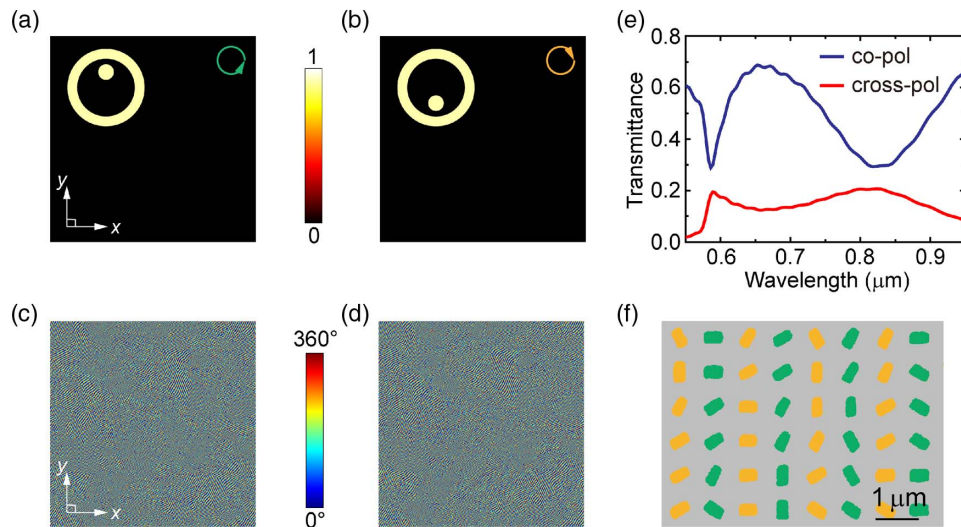 (a)
(b)
(e)
1
0
y
x
0.8
0.6
0.4
0.2
0.0
Transmittance
co-pol
cross-pol
0.6
0.7
0.8
0.9
Wavelength (μm)
(c)
(d)
(f)
360°
0°
y
x
1 μm